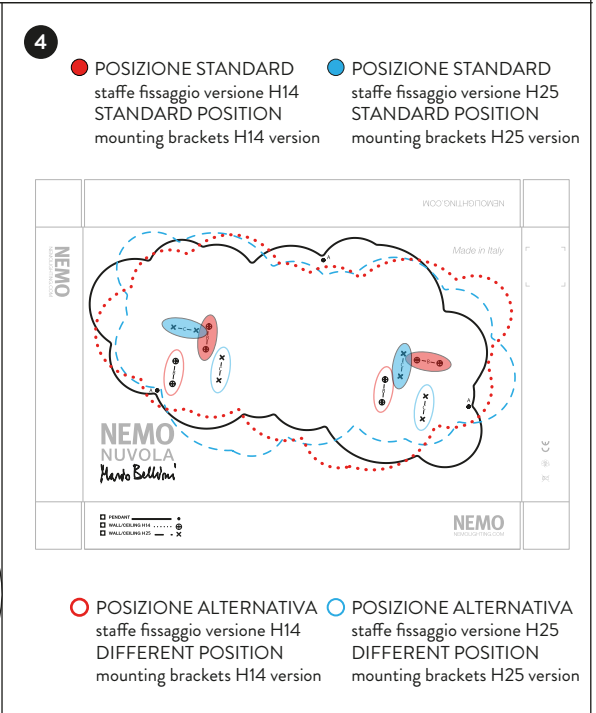 4
POSIZIONE STANDARD
staffe fissaggio versione H14
STANDARD POSITION
mounting brackets H14 version
POSIZIONE STANDARD
staffe fissaggio versione H25
STANDARD POSITION
mounting brackets H25 version
NEMOLIGHTING.COM
NEMO
NEMOLIGHTING.COM
Made in Italy
A
A
A
C
B
NEMO
NUVOLA
Mario Bellini
CE
PENDANT
WALL/CEILING H14
WALL/CEILING H25
NEMO
NEMOLIGHTING.COM
POSIZIONE ALTERNATIVA
staffe fissaggio versione H14
DIFFERENT POSITION
mounting brackets H14 version
POSIZIONE ALTERNATIVA
staffe fissaggio versione H25
DIFFERENT POSITION
mounting brackets H25 version